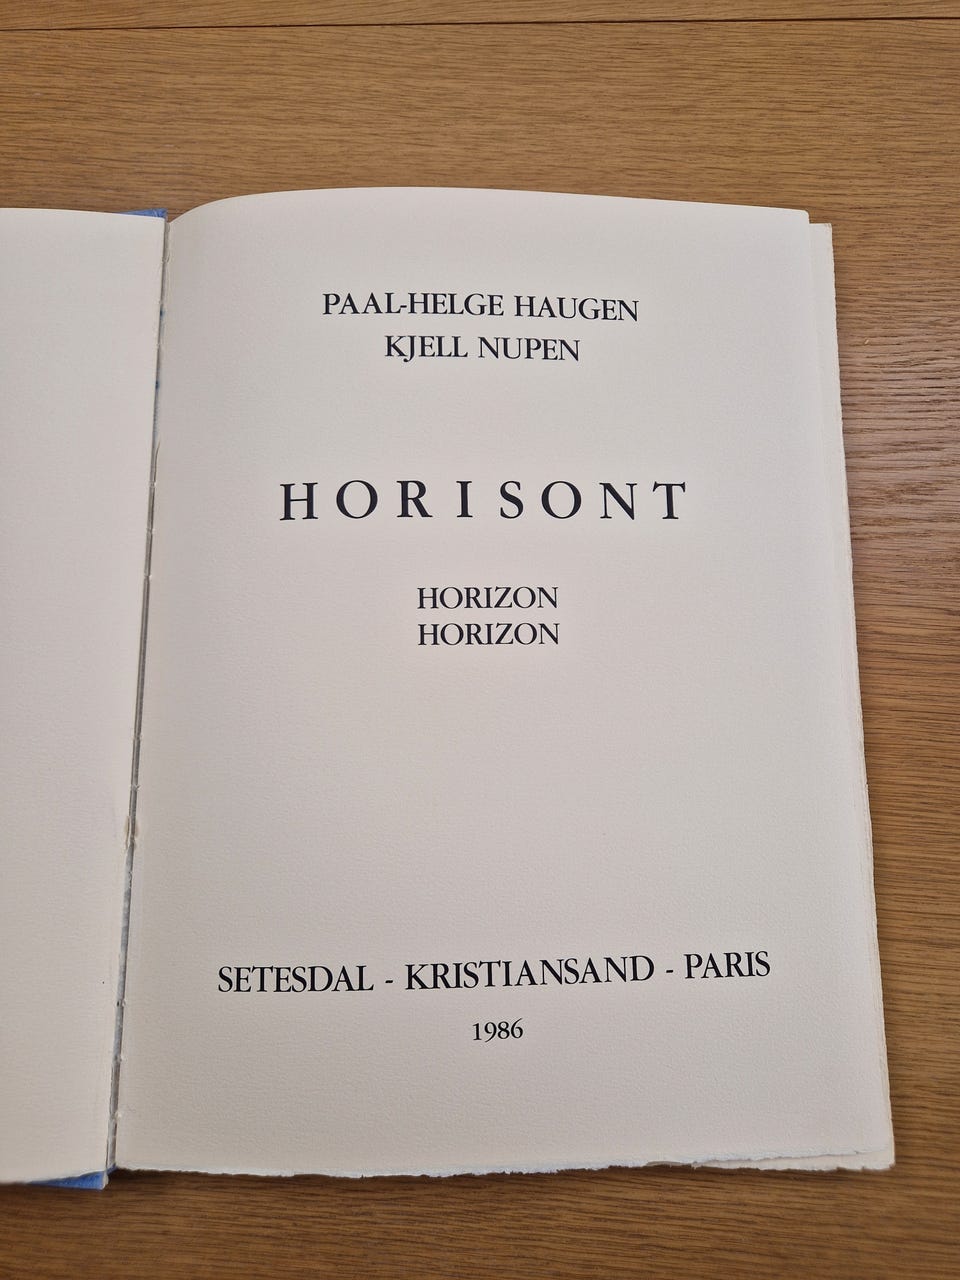 PAAL-HELGE HAUGEN
KJELL NUPEN
HORISONT
HORIZON
HORIZON
SETESDAL - KRISTIANSAND - PARIS
1986